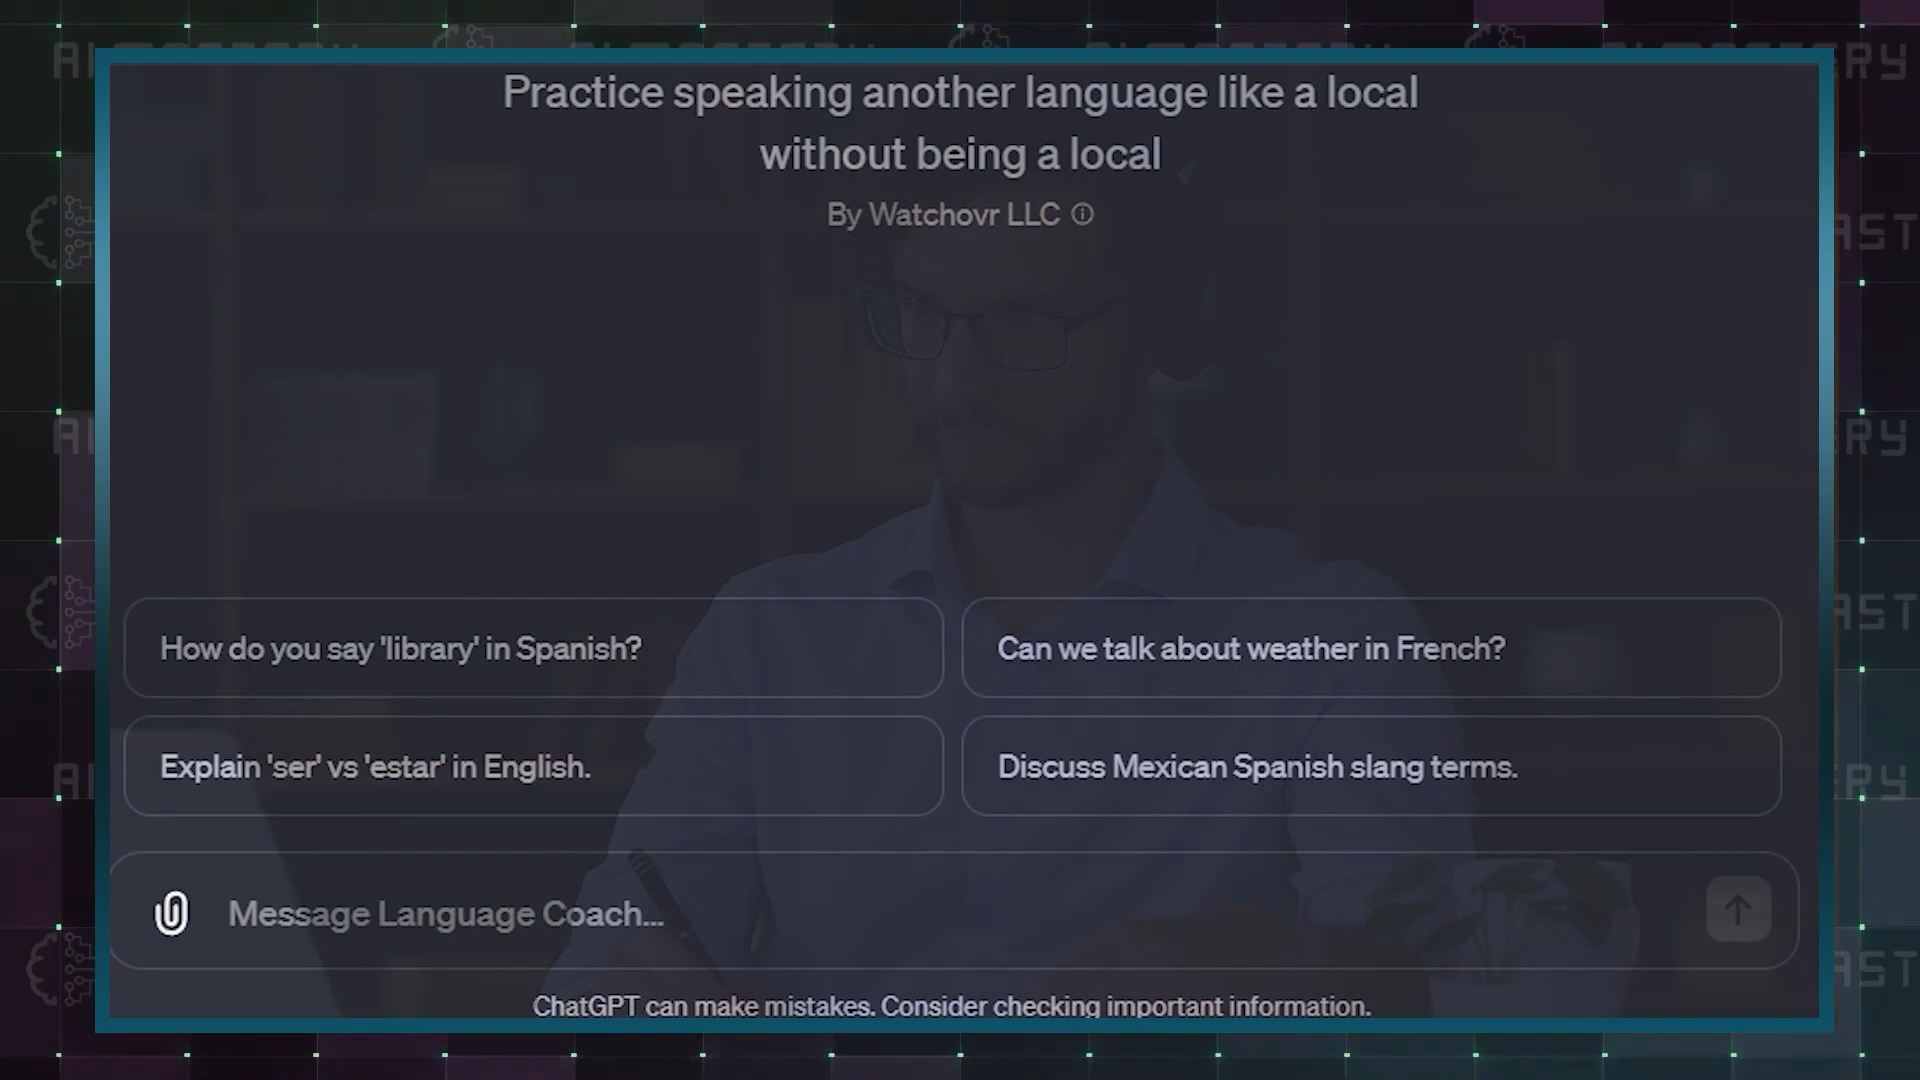 Practice speaking another language like a local
without being a local
By Watchovr LLC
How do you say 'library' in Spanish?
Can we talk about weather in French?
Explain 'ser' vs 'estar' in English.
Discuss Mexican Spanish slang terms.
Message Language Coach...
ChatGPT can make mistakes. Consider checking important information.